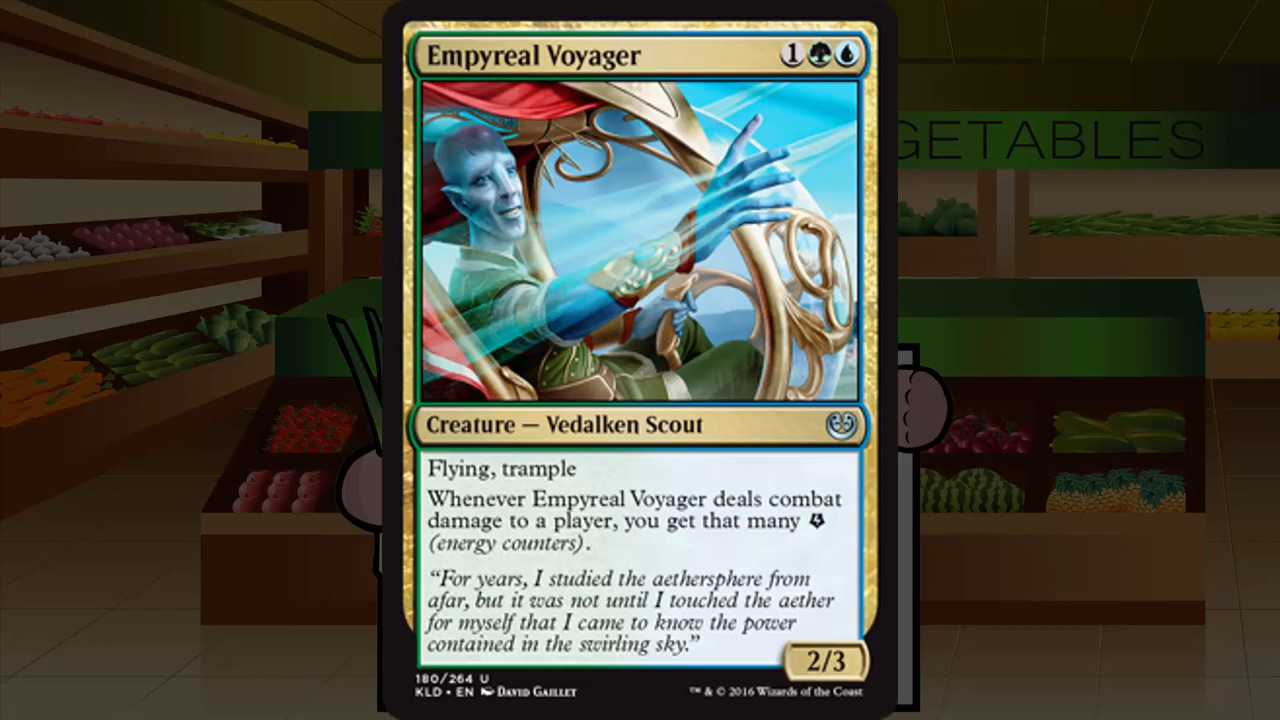 Empyreal Voyager 1
GETABLES
Creature — Vedalken Scout
Flying, trample
Whenever Empyreal Voyager deals combat
damage to a player, you get that many
(energy counters).
“For years, I studied the aethersphere from
afar, but it was not until I touched the aether
for myself that I came to know the power
contained in the swirling sky.”
2/3
180/264 U
KLD • EN DAVID GAILLET
™ & © 2016 Wizards of the Coast